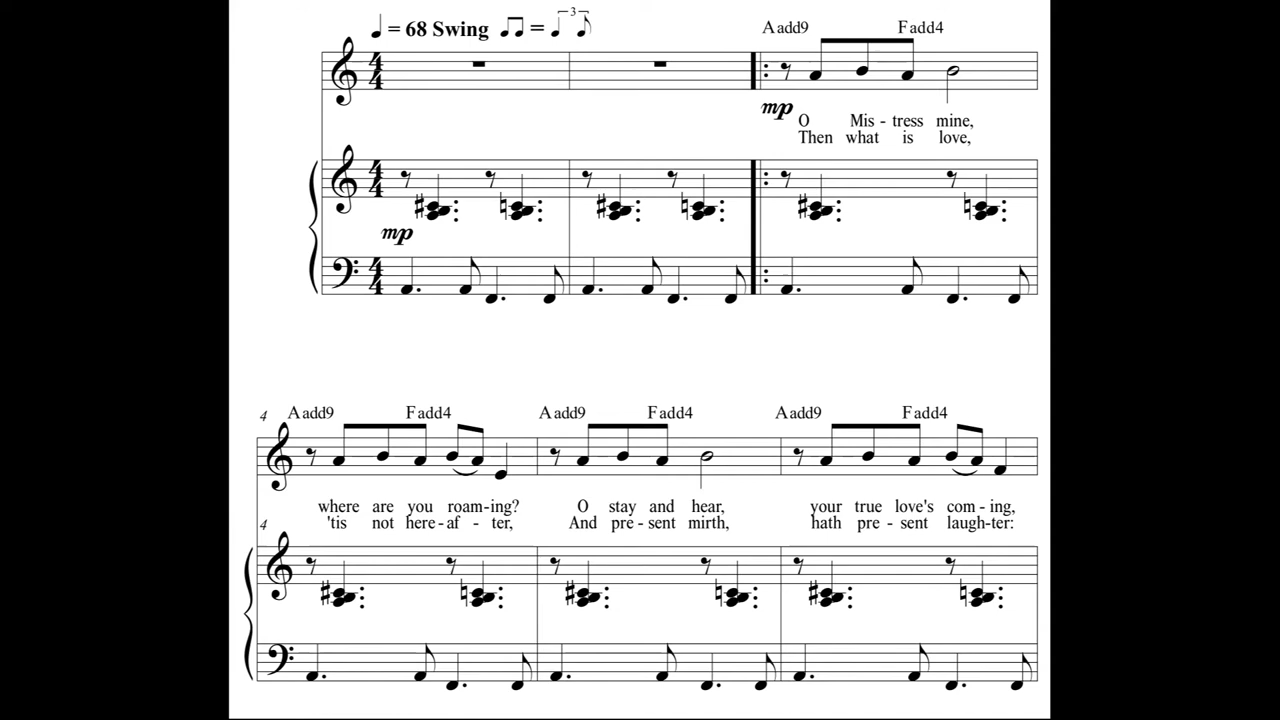 = 68 Swing = 3
Aadd9 Fadd4
mp
O Mis - tress mine,
Then what is love,
mp
4 Aadd9 Fadd4 Aadd9 Fadd4 Aadd9 Fadd4
where are you roam-ing? O stay and hear, your true love's com - ing,
4 'tis not here-af - ter, And pre - sent mirth, hath pre - sent laugh-ter: